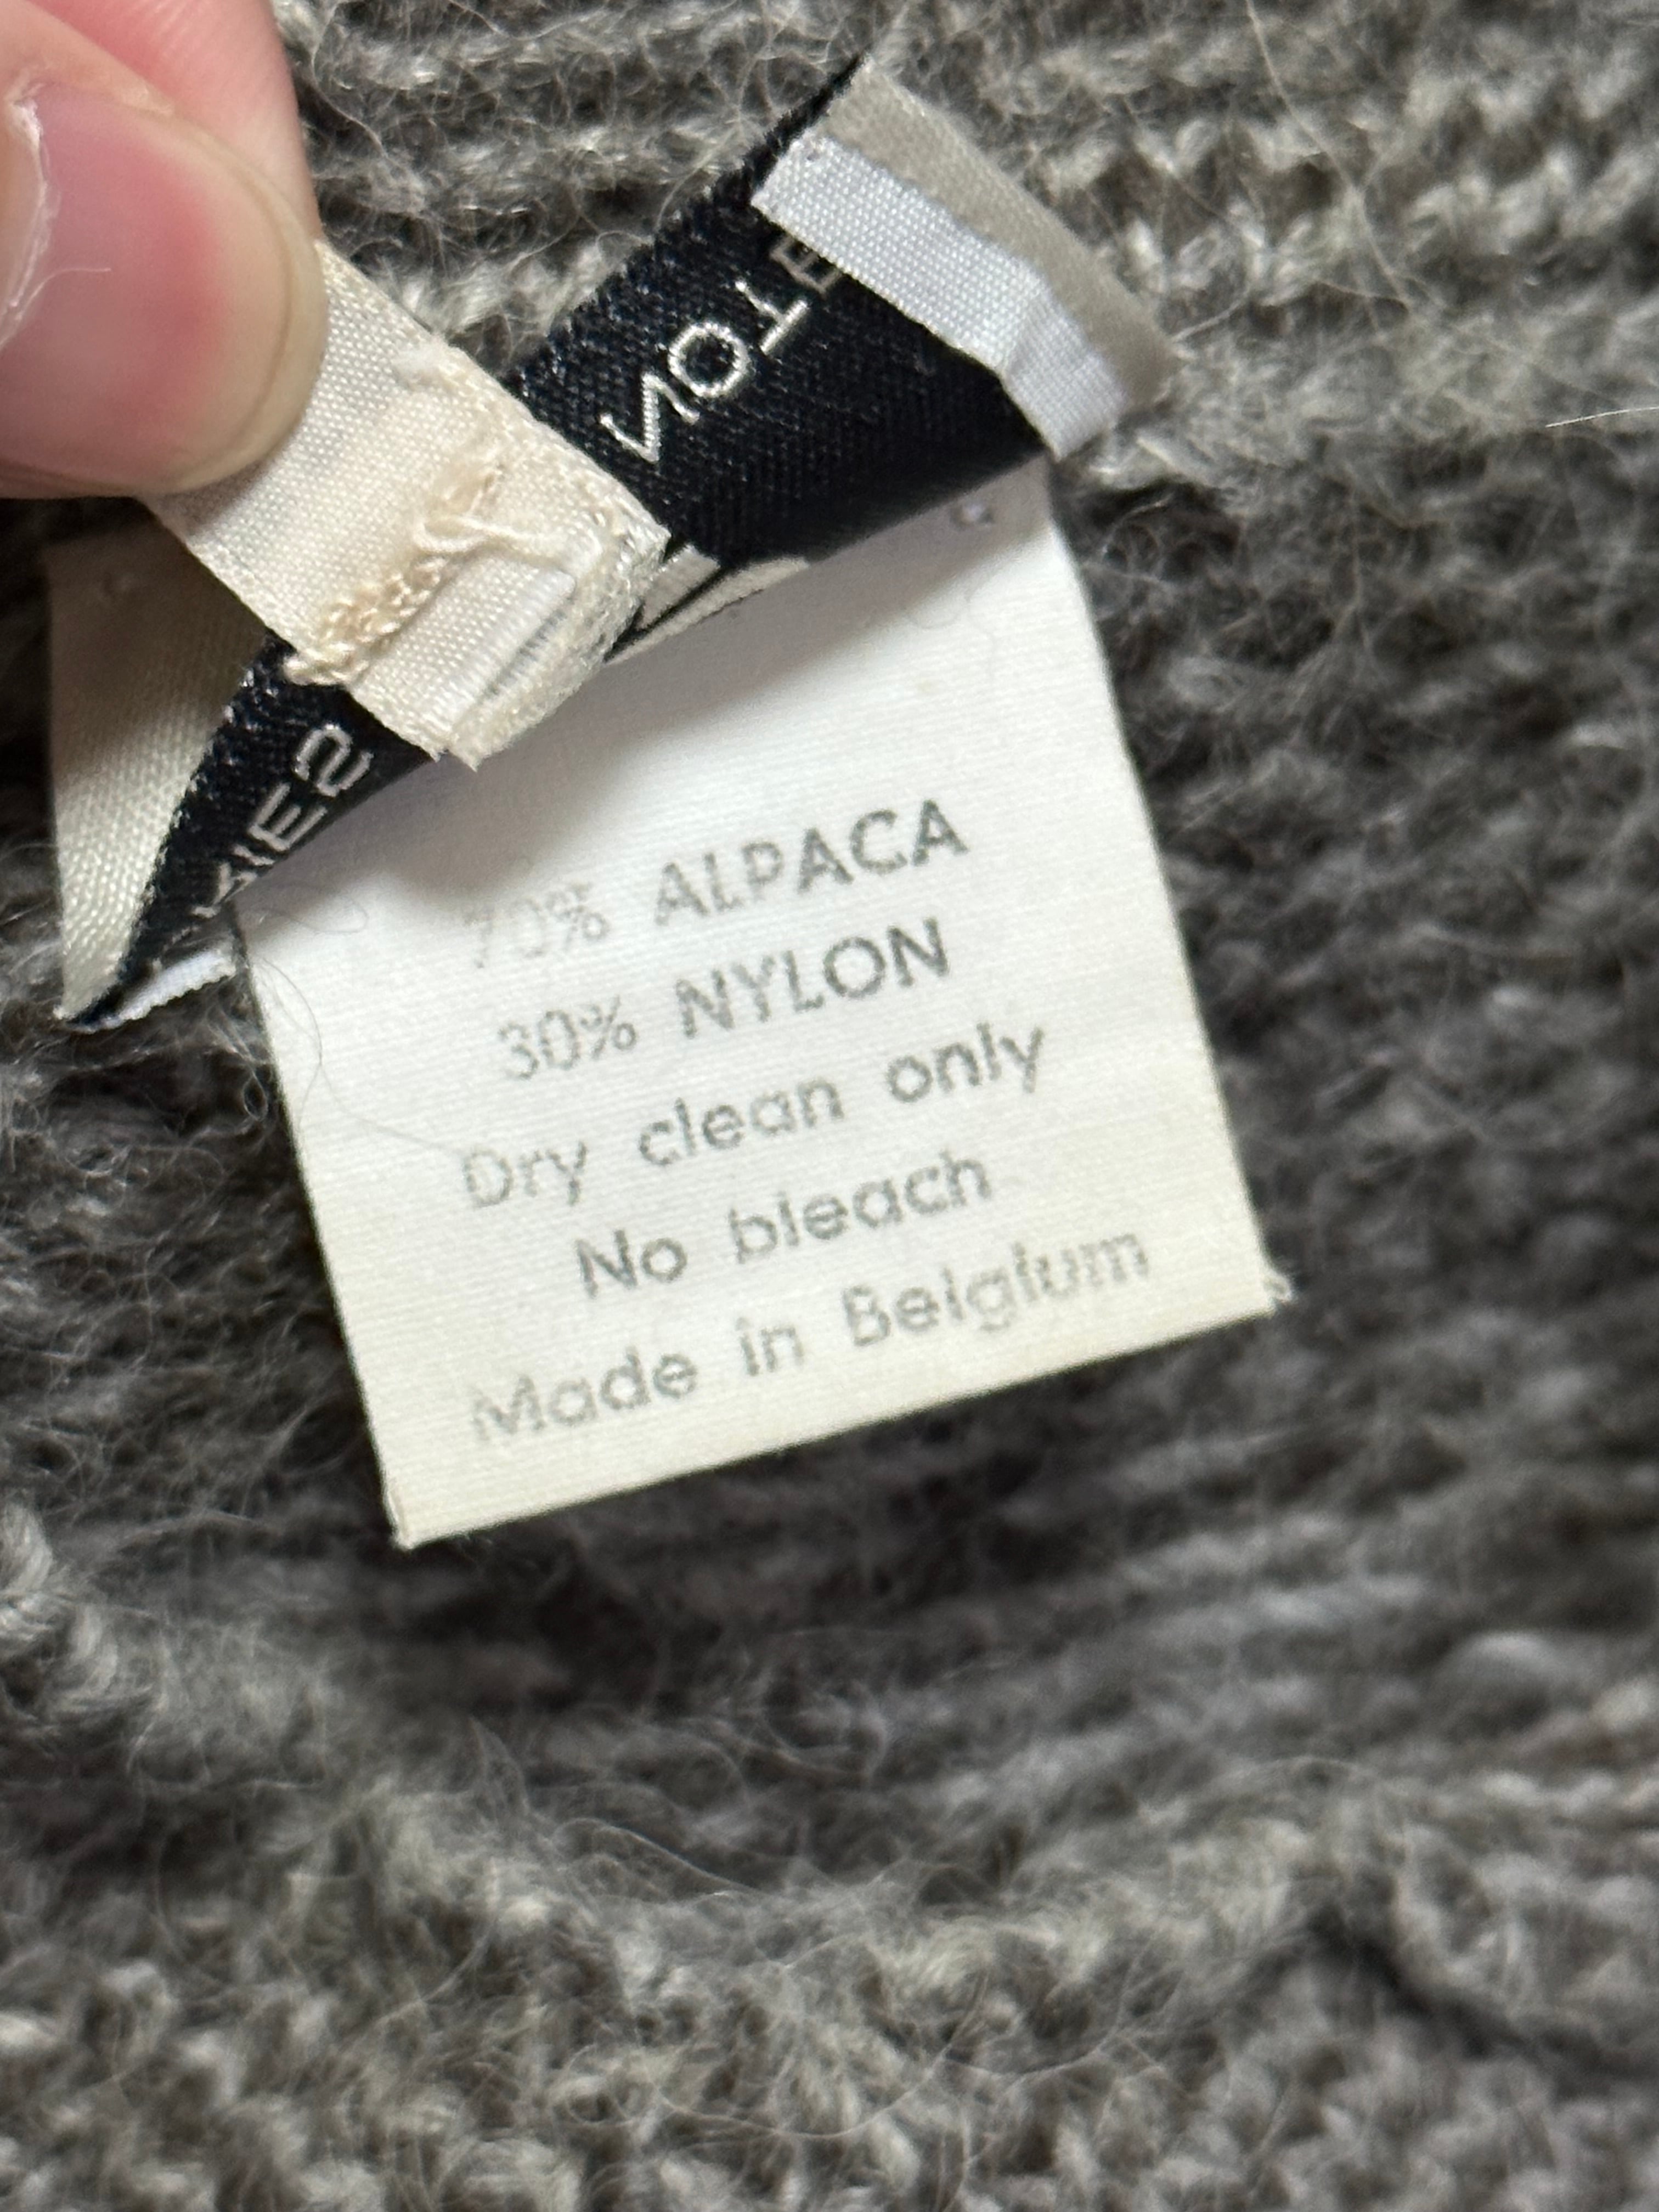 70% ALPACA
30% NYLON
Dry clean only
No bleach
Made in Belgium